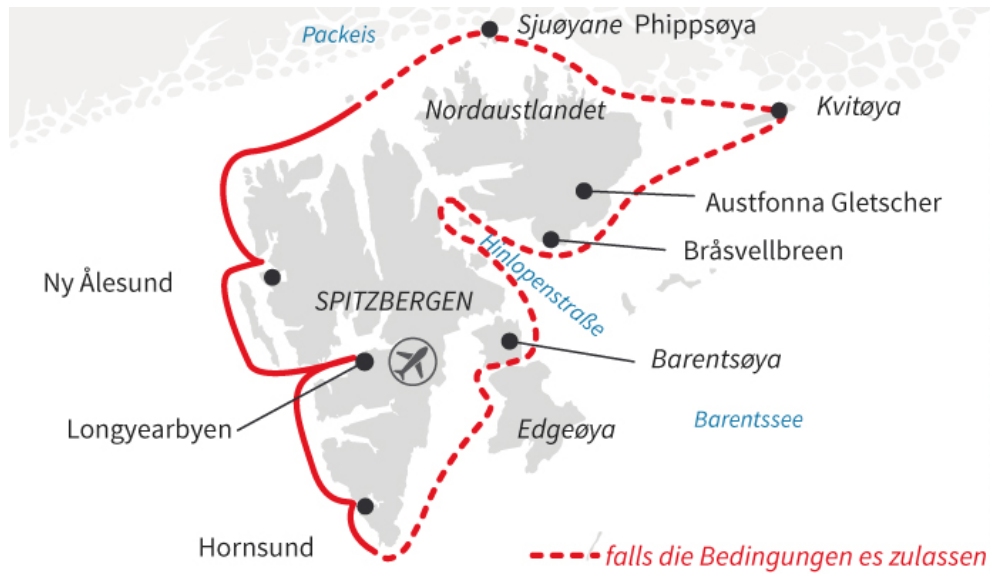 Packeis
Sjuøyane Phippsøya
Nordaustlandet
Kvitøya
Austfonna Gletscher
Bråsvellbreen
Hinlopenstraße
Ny Ålesund
SPITZBERGEN
Barentsøya
Longyearbyen
Edgeøya
Barentssee
Hornsund
falls die Bedingungen es zulassen